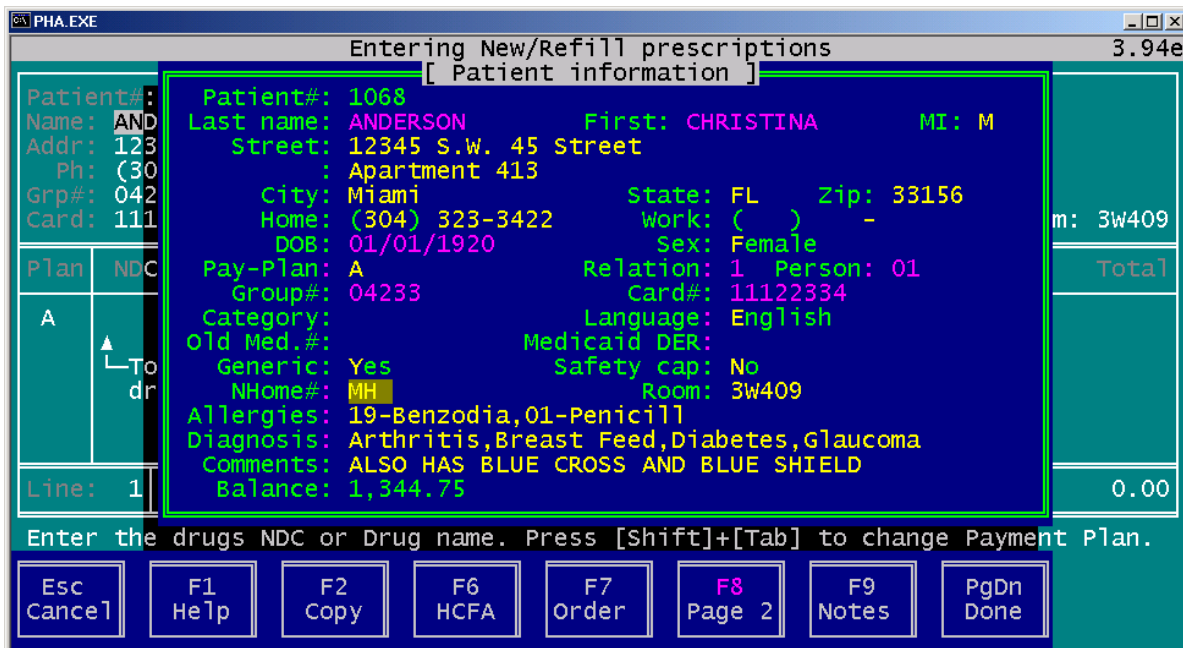 PHA.EXE
Entering New/Refill prescriptions 3.94e
[ Patient information ]
Patient#: Patient#: 1068
Name: AND Last name: ANDERSON First: CHRISTINA MI: M
Addr: 123 Street: 12345 S.W. 45 Street
Ph: (30 : Apartment 413
Grp#: 042 City: Miami State: FL Zip: 33156
Card: 111 Home: (304) 323-3422 Work: ( ) - m: 3W409
DOB: 01/01/1920 Sex: Female
Plan NDC Pay-Plan: A Relation: 1 Person: 01 Total
Group#: 04233 Card#: 11122334
A Category: Language: English
Old Med.#: Medicaid DER:
To Generic: Yes Safety cap: No
dr NHome#: MH Room: 3W409
Allergies: 19-Benzodia,01-Penicill
Diagnosis: Arthritis,Breast Feed,Diabetes,Glaucoma
Comments: ALSO HAS BLUE CROSS AND BLUE SHIELD
Line: 1 Balance: 1,344.75 0.00
Enter the drugs NDC or Drug name. Press [Shift]+[Tab] to change Payment Plan.
Esc F1 F2 F6 F7 F8 F9 PgDn
Cancel Help Copy HCFA Order Page 2 Notes Done